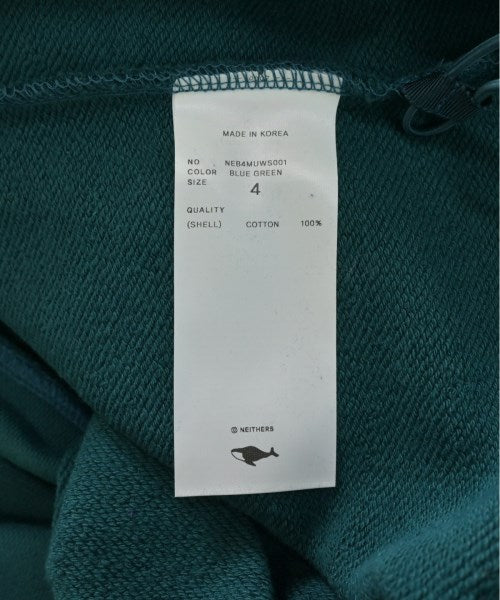 MADE IN KOREA
NO NEB4MUWS001
COLOR BLUE GREEN
SIZE 4
QUALITY
(SHELL) COTTON 100%
© NEITHERS